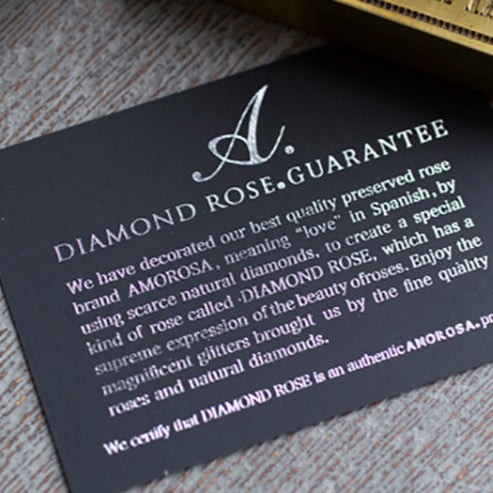 A.
DIAMOND ROSE.GUARANTEE
We have decorated our best quality preserved rose
brand AMOROSA, meaning "love" in Spanish, by
using scarce natural diamonds, to create a special
kind of rose called ·DIAMOND ROSE, which has a
supreme expression of the beauty ofroses. Enjoy the
magnificent glitters brought us by the fine quality
roses and natural diamonds.
We certify that DIAMOND ROSE is an authentic AMOROSA. pr